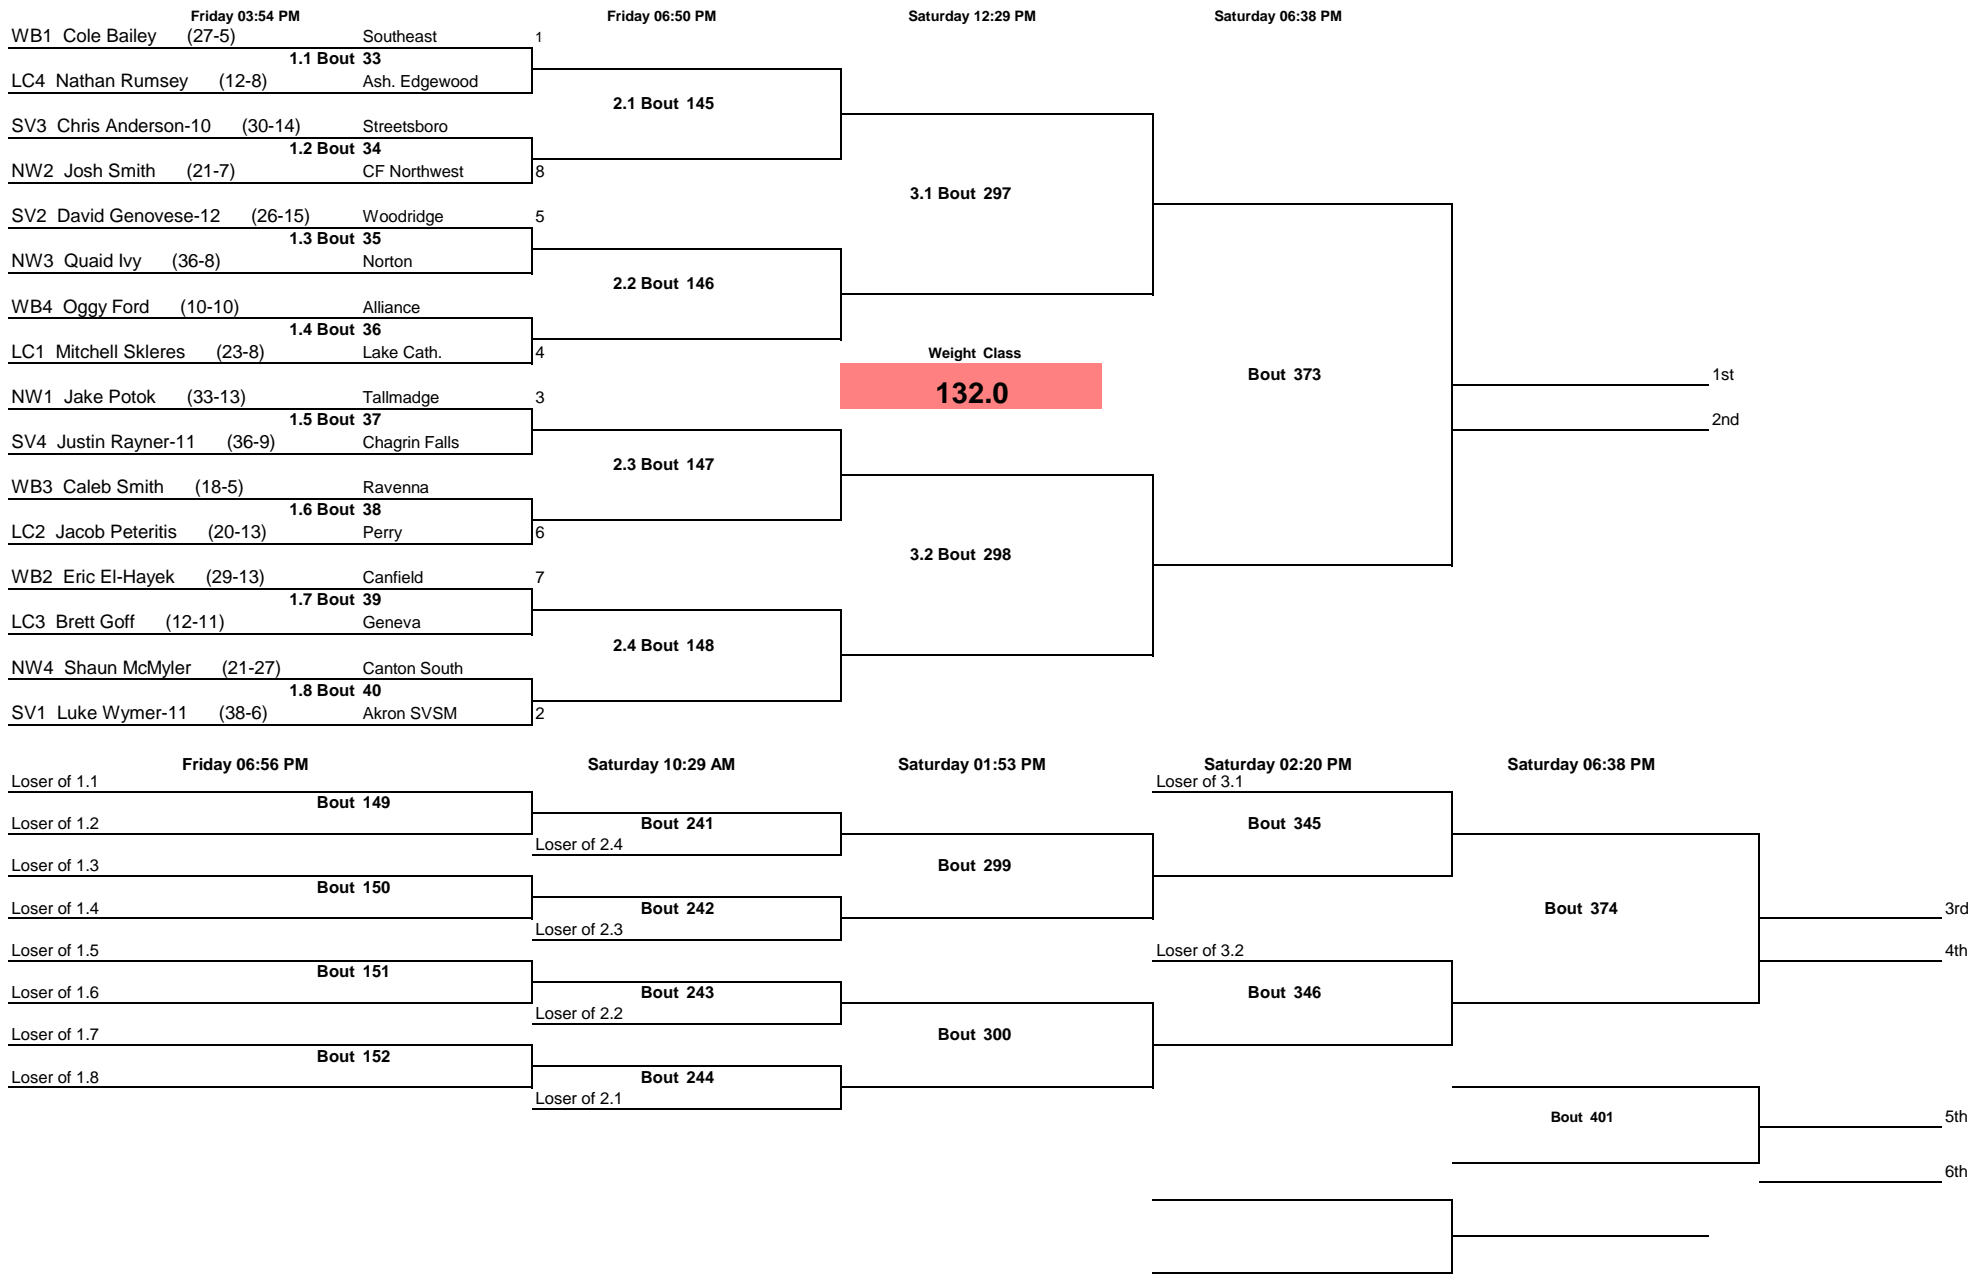 Friday 03:54 PM Friday 06:50 PM Saturday 12:29 PM Saturday 06:38 PM
WB1 Cole Bailey (27-5) Southeast 1
1.1 Bout 33
LC4 Nathan Rumsey (12-8) Ash. Edgewood
2.1 Bout 145
SV3 Chris Anderson-10 (30-14) Streetsboro
1.2 Bout 34
NW2 Josh Smith (21-7) CF Northwest 8
3.1 Bout 297
SV2 David Genovese-12 (26-15) Woodridge 5
1.3 Bout 35
NW3 Quaid Ivy (36-8) Norton
2.2 Bout 146
WB4 Oggy Ford (10-10) Alliance
1.4 Bout 36
LC1 Mitchell Skleres (23-8) Lake Cath. 4
Weight Class
Bout 373 1st
132.0
NW1 Jake Potok (33-13) Tallmadge 3
1.5 Bout 37 2nd
SV4 Justin Rayner-11 (36-9) Chagrin Falls
2.3 Bout 147
WB3 Caleb Smith (18-5) Ravenna
1.6 Bout 38
LC2 Jacob Peteritis (20-13) Perry 6
3.2 Bout 298
WB2 Eric El-Hayek (29-13) Canfield 7
1.7 Bout 39
LC3 Brett Goff (12-11) Geneva
2.4 Bout 148
NW4 Shaun McMyler (21-27) Canton South
1.8 Bout 40
SV1 Luke Wymer-11 (38-6) Akron SVSM 2
Friday 06:56 PM Saturday 10:29 AM Saturday 01:53 PM Saturday 02:20 PM Saturday 06:38 PM
Loser of 1.1 Loser of 3.1
Bout 149
Loser of 1.2 Bout 241 Bout 345
Loser of 2.4
Loser of 1.3 Bout 299
Bout 150
Loser of 1.4 Bout 242 Bout 374 3rd
Loser of 2.3
Loser of 1.5 Loser of 3.2 4th
Bout 151
Loser of 1.6 Bout 243 Bout 346
Loser of 2.2
Loser of 1.7 Bout 300
Bout 152
Loser of 1.8 Bout 244
Loser of 2.1
Bout 401 5th
6th